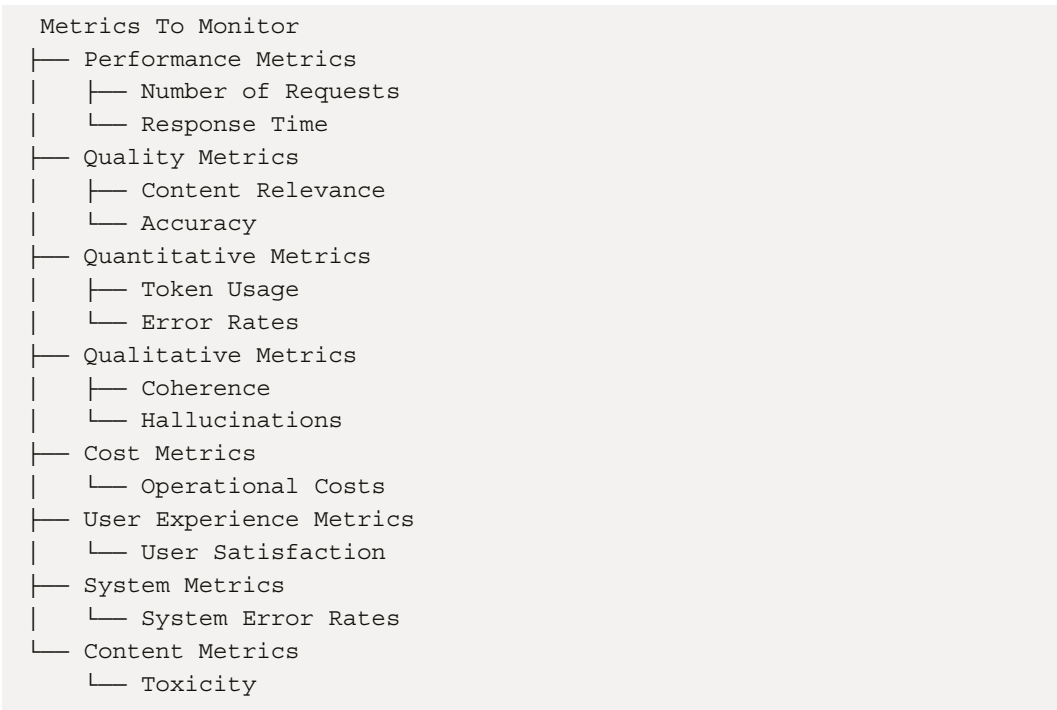 Metrics To Monitor
├── Performance Metrics
│   ├── Number of Requests
│   └── Response Time
├── Quality Metrics
│   ├── Content Relevance
│   └── Accuracy
├── Quantitative Metrics
│   ├── Token Usage
│   └── Error Rates
├── Qualitative Metrics
│   ├── Coherence
│   └── Hallucinations
├── Cost Metrics
│   └── Operational Costs
├── User Experience Metrics
│   └── User Satisfaction
├── System Metrics
│   └── System Error Rates
└── Content Metrics
    └── Toxicity